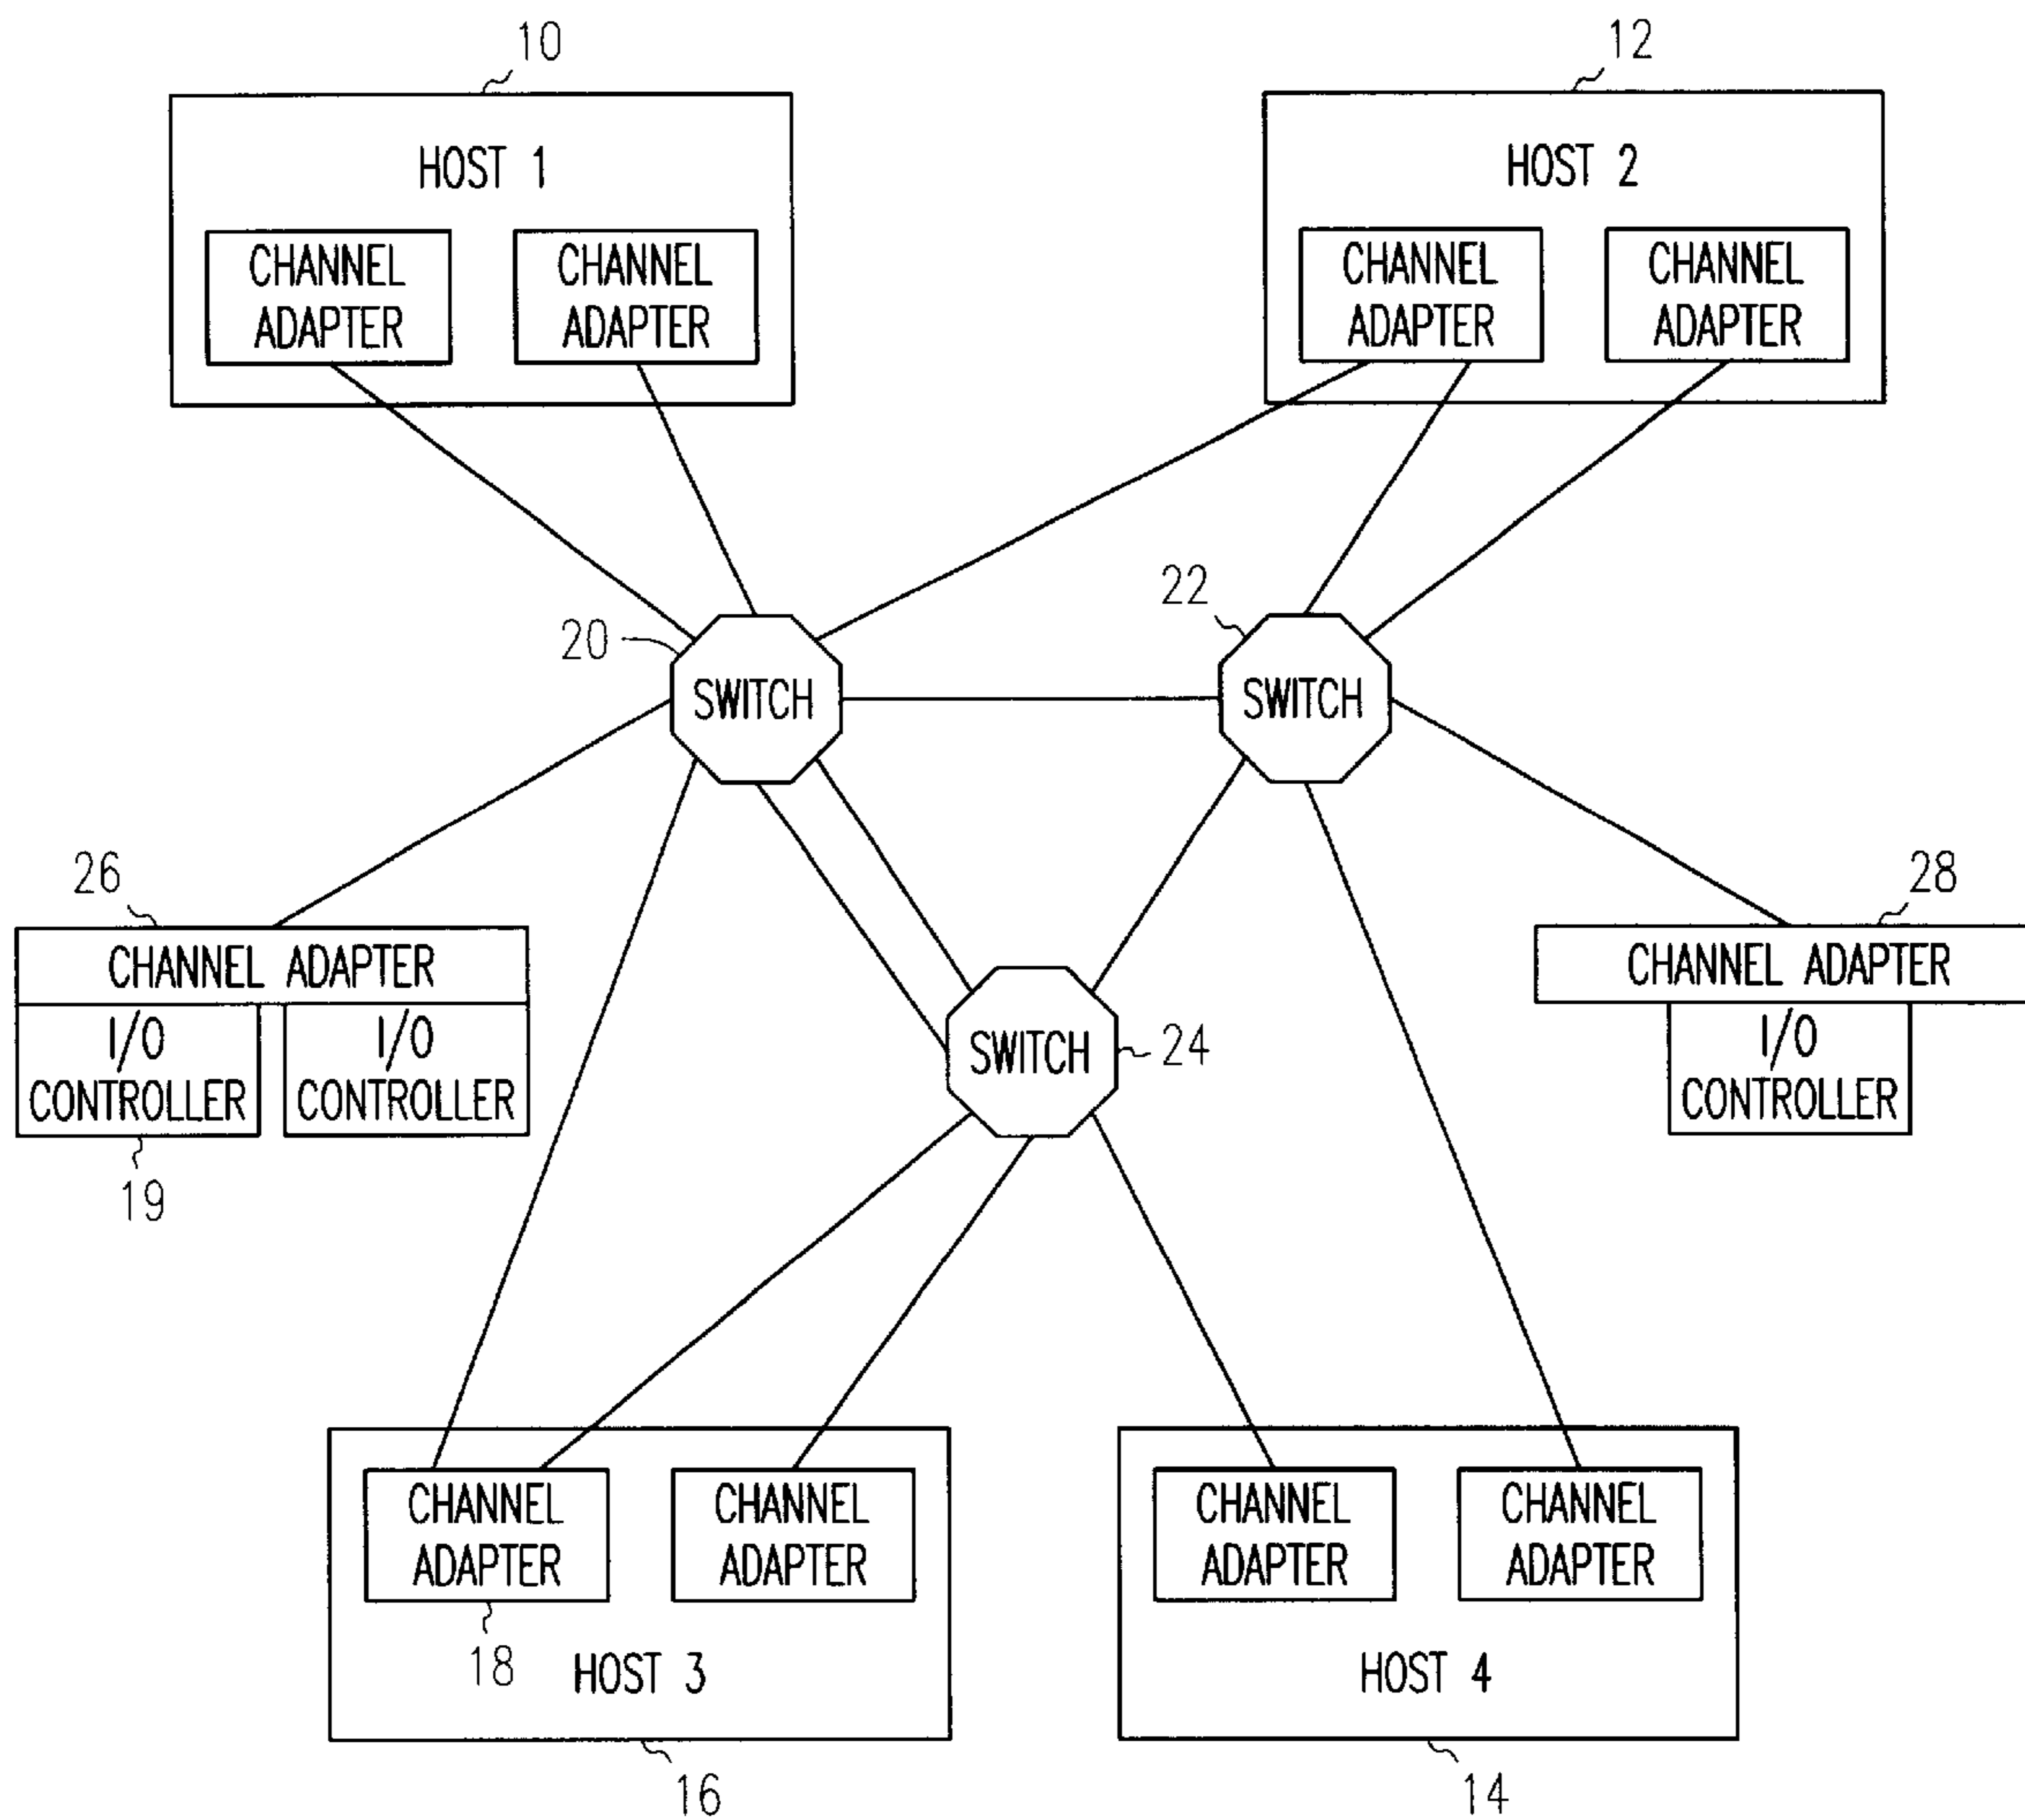 10
12
HOST 1
HOST 2
CHANNEL
ADAPTER
CHANNEL
ADAPTER
CHANNEL
ADAPTER
CHANNEL
ADAPTER
20
22
SWITCH
SWITCH
26
28
CHANNEL ADAPTER
I/O
CONTROLLER
I/O
CONTROLLER
19
SWITCH
24
CHANNEL ADAPTER
I/O
CONTROLLER
CHANNEL
ADAPTER
CHANNEL
ADAPTER
18
HOST 3
16
CHANNEL
ADAPTER
CHANNEL
ADAPTER
HOST 4
14